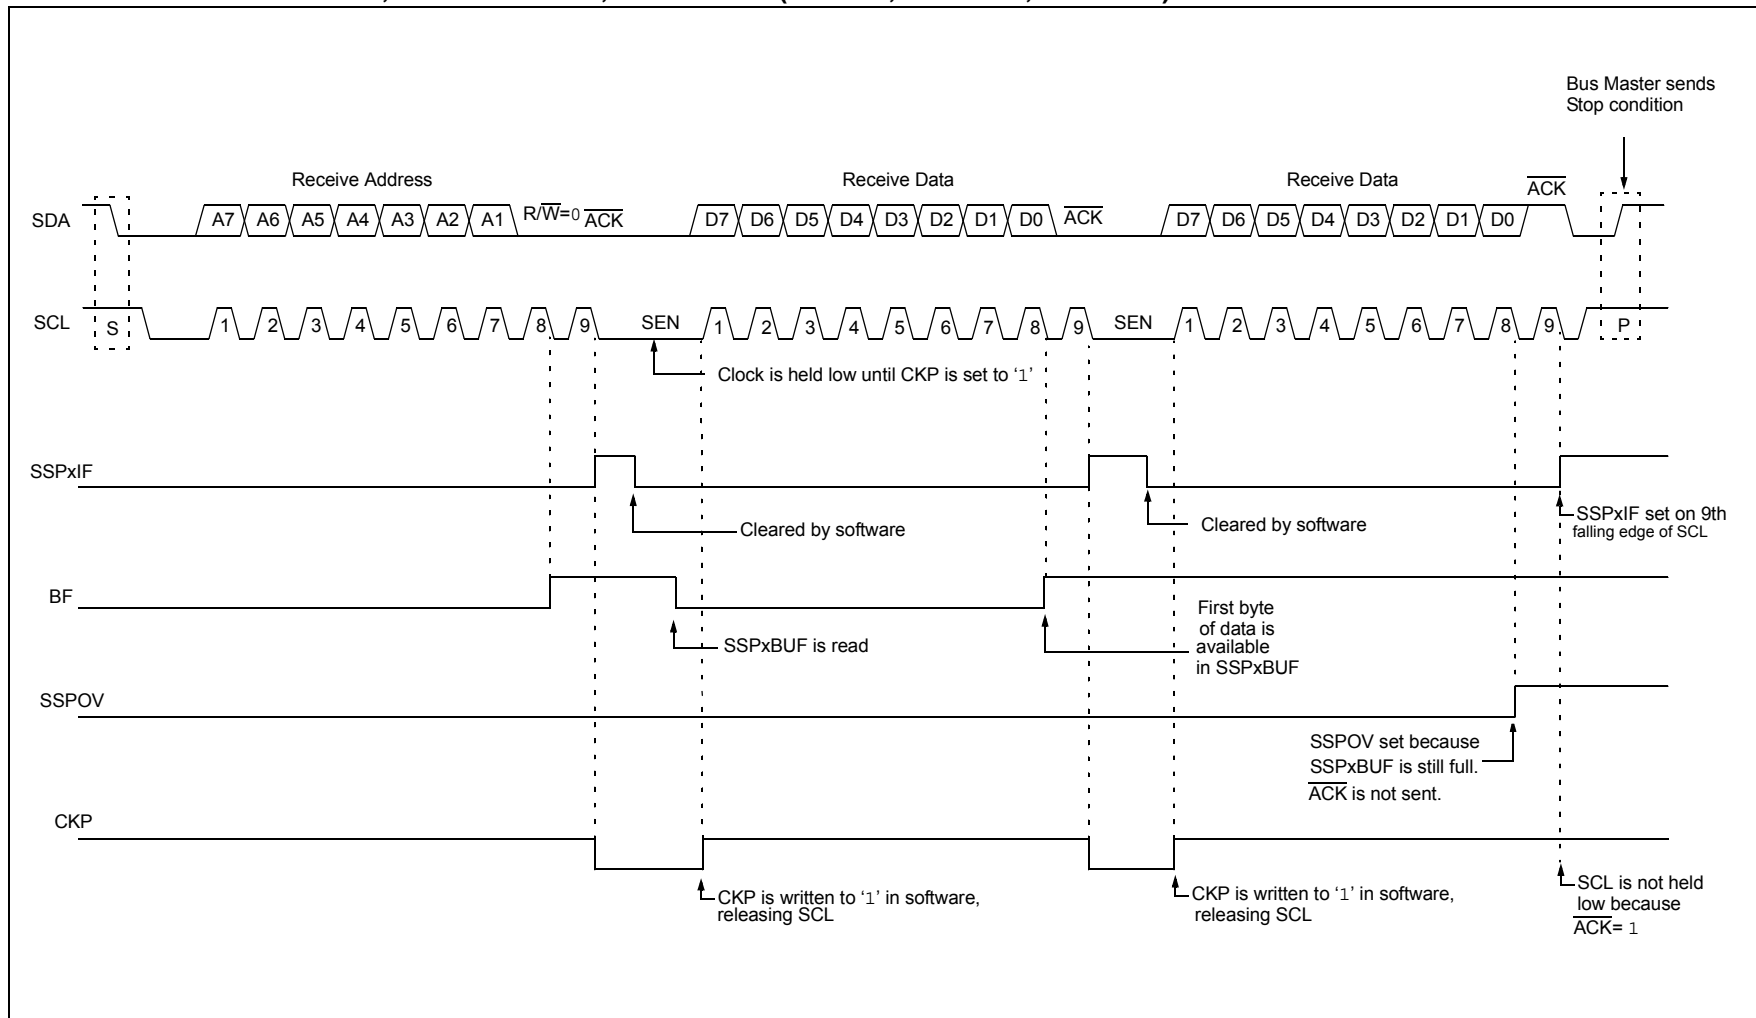 Bus Master sends
Stop condition
Receive Address
Receive Data
Receive Data
ACK
SDA
A7 A6 A5 A4 A3 A2 A1 R/W=0 ACK
D7 D6 D5 D4 D3 D2 D1 D0 ACK
D7 D6 D5 D4 D3 D2 D1 D0
SCL
S 1 2 3 4 5 6 7 8 9 SEN 1 2 3 4 5 6 7 8 9 SEN 1 2 3 4 5 6 7 8 9 P
Clock is held low until CKP is set to ‘1’
SSPxIF
Cleared by software
Cleared by software
SSPxIF set on 9th
falling edge of SCL
BF
SSPxBUF is read
First byte
of data is
available
in SSPxBUF
SSPOV
SSPOV set because
SSPxBUF is still full.
ACK is not sent.
CKP
CKP is written to ‘1’ in software,
releasing SCL
CKP is written to ‘1’ in software,
releasing SCL
SCL is not held
low because
ACK= 1